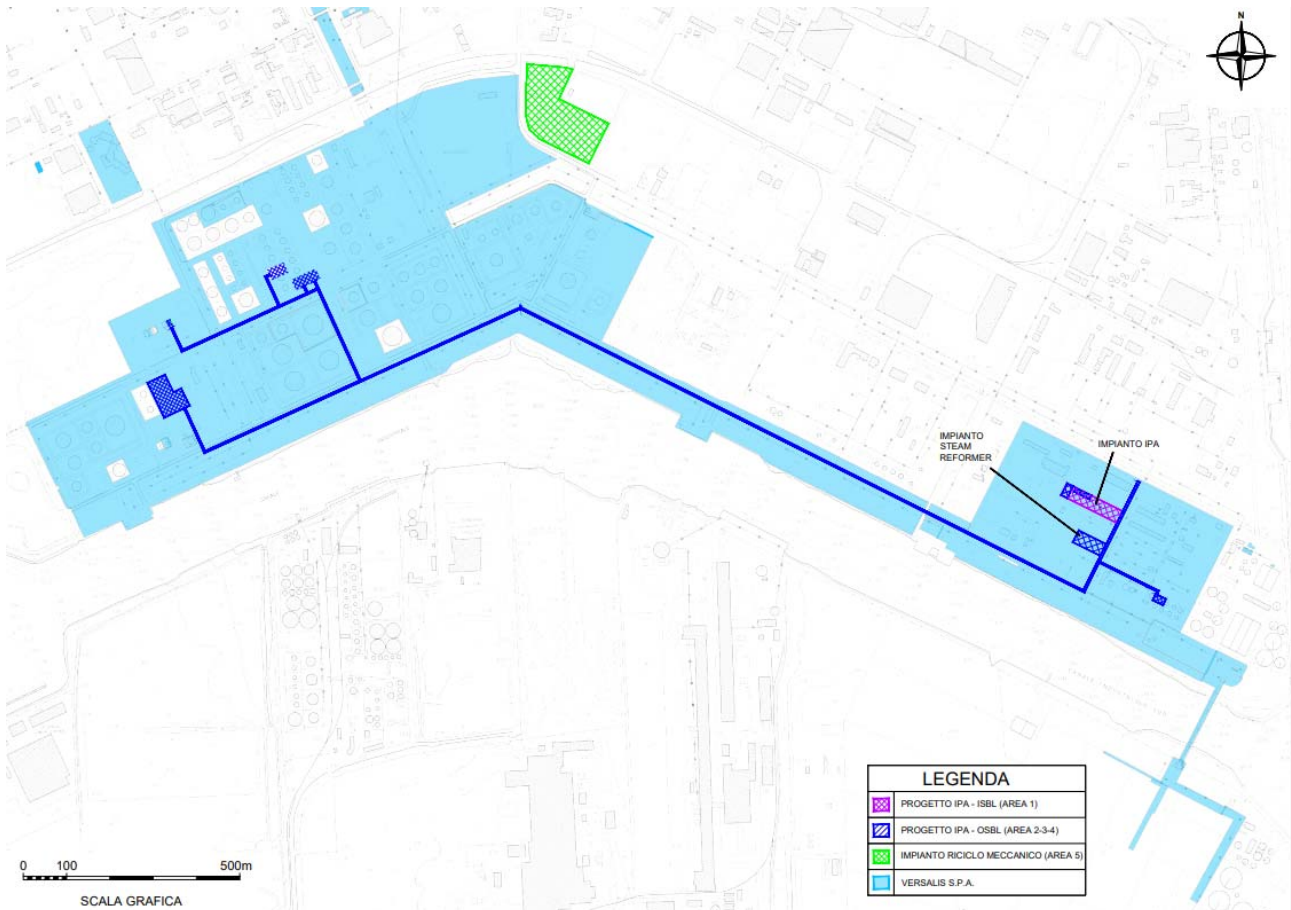 N
IMPIANTO
STEAM
REFORMER
IMPIANTO IPA
LEGENDA
PROGETTO IPA - ISBL (AREA 1)
PROGETTO IPA - OSBL (AREA 2-3-4)
IMPIANTO RICICLO MECCANICO (AREA 5)
VERSALIS S.P.A.
0 100 500m
SCALA GRAFICA